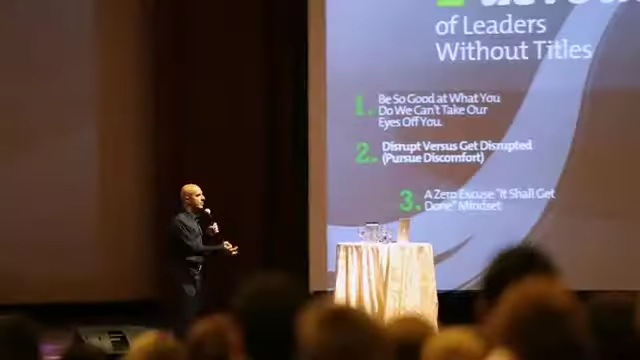 of Leaders
Without Titles
1. Be So Good at What You
Do We Can't Take Our
Eyes Off You.
2. Disrupt Versus Get Disrupted
(Pursue Discomfort)
3. A Zero Excuse "It Shall Get
Done" Mindset